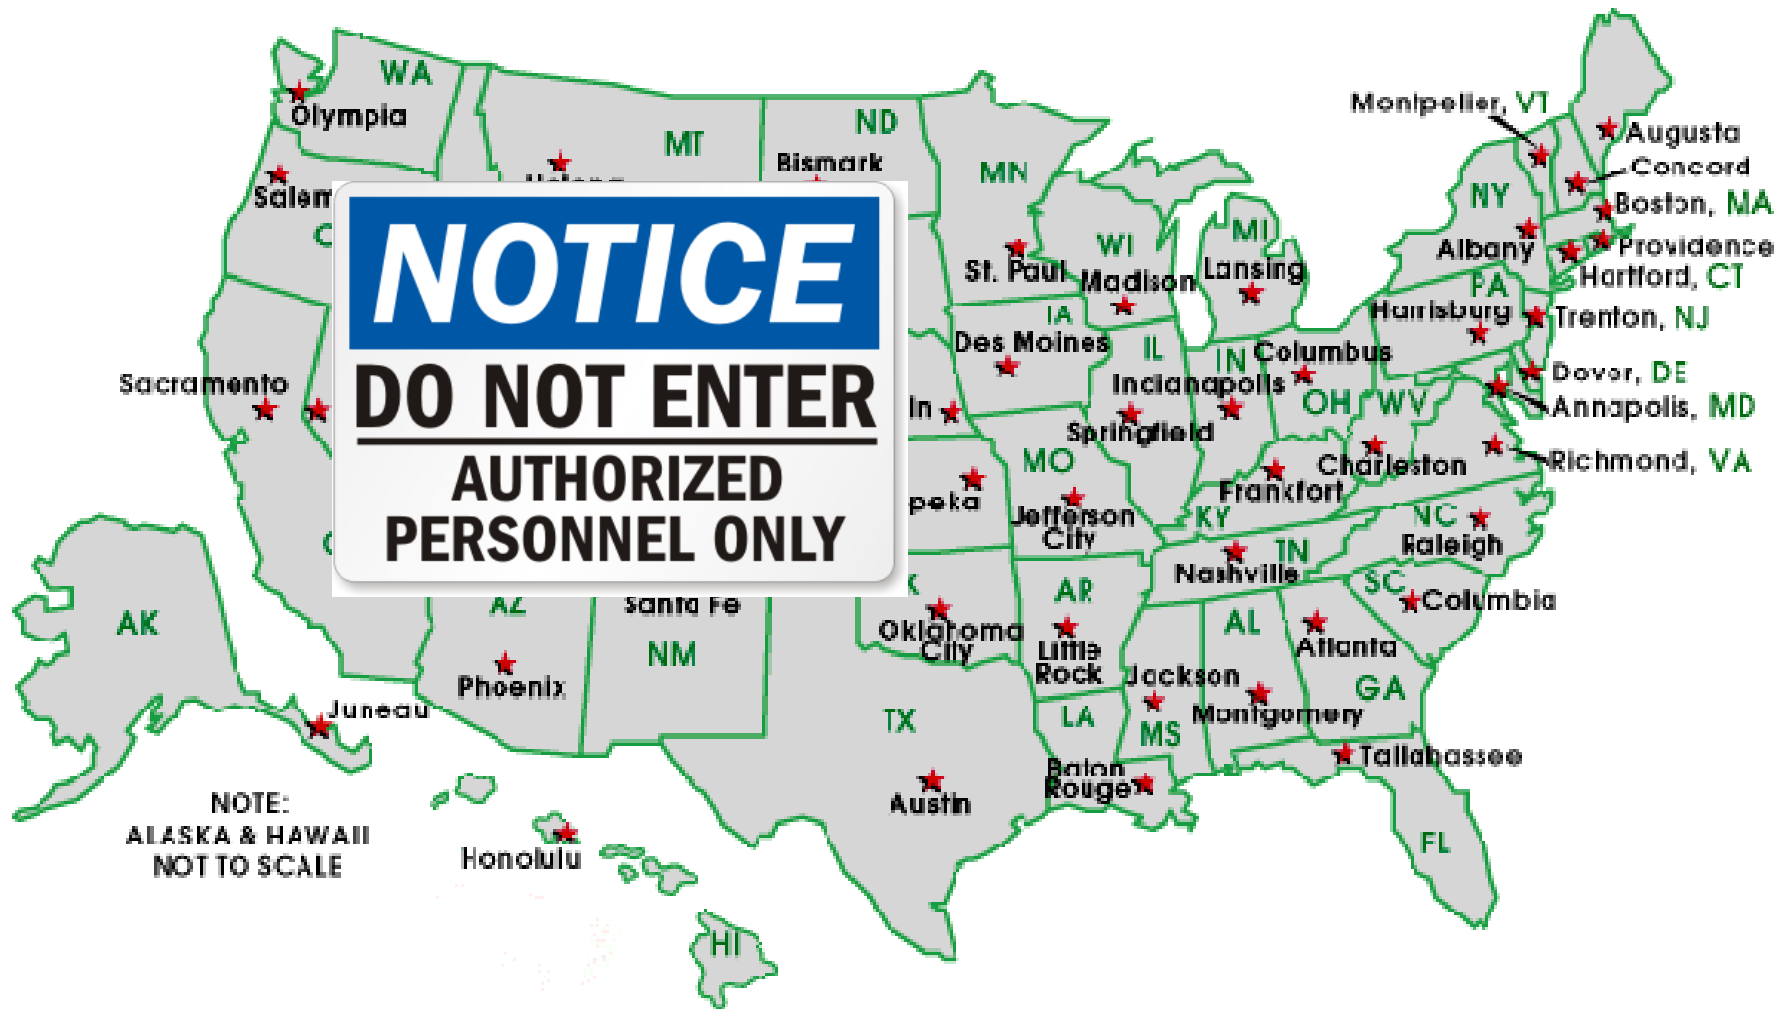 WA
Olympia
MT
ND
Bismark
MN
Montpelier, VT
Augusta
Concord
Salem
NY
Boston, MA
WI
MI
Albany
Providence
St. Paul
Madison
Lansing
Hartford, CT
PA
Harrisburg
Trenton, NJ
IA
Des Moines
IL
IN
Columbus
Dover, DE
Indianapolis
OH
WV
Annapolis, MD
Sacramento
ln
Springfield
MO
Charleston
Richmond, VA
Frankfort
peka
Jefferson
City
KY
NC
Raleigh
TN
Nashville
NOTICE
DO NOT ENTER
AUTHORIZED
PERSONNEL ONLY
AZ
Santa Fe
K
AR
SC
Columbia
AK
Oklahoma
City
Little
Rock
AL
Atlanta
NM
Phoenix
Jackson
GA
Juneau
TX
LA
MS
Montgomery
Tallahassee
Baton
Rouge
Austin
NOTE:
ALASKA & HAWAII
NOT TO SCALE
Honolulu
FL
HI